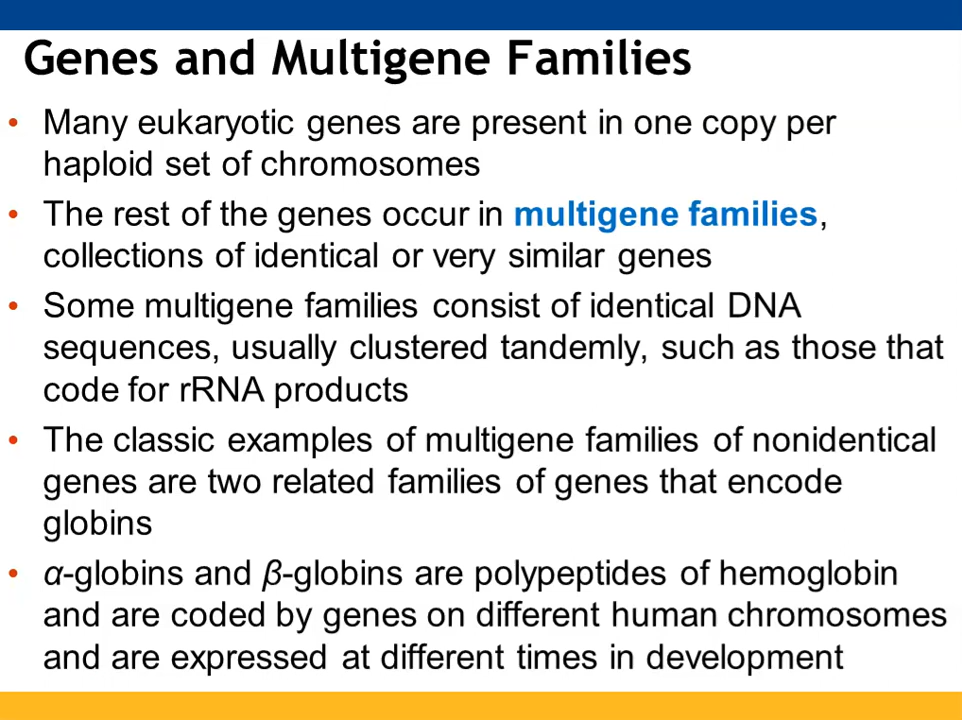 Genes and Multigene Families
• Many eukaryotic genes are present in one copy per
haploid set of chromosomes
• The rest of the genes occur in multigene families,
collections of identical or very similar genes
• Some multigene families consist of identical DNA
sequences, usually clustered tandemly, such as those that
code for rRNA products
• The classic examples of multigene families of nonidentical
genes are two related families of genes that encode
globins
• α-globins and β-globins are polypeptides of hemoglobin
and are coded by genes on different human chromosomes
and are expressed at different times in development